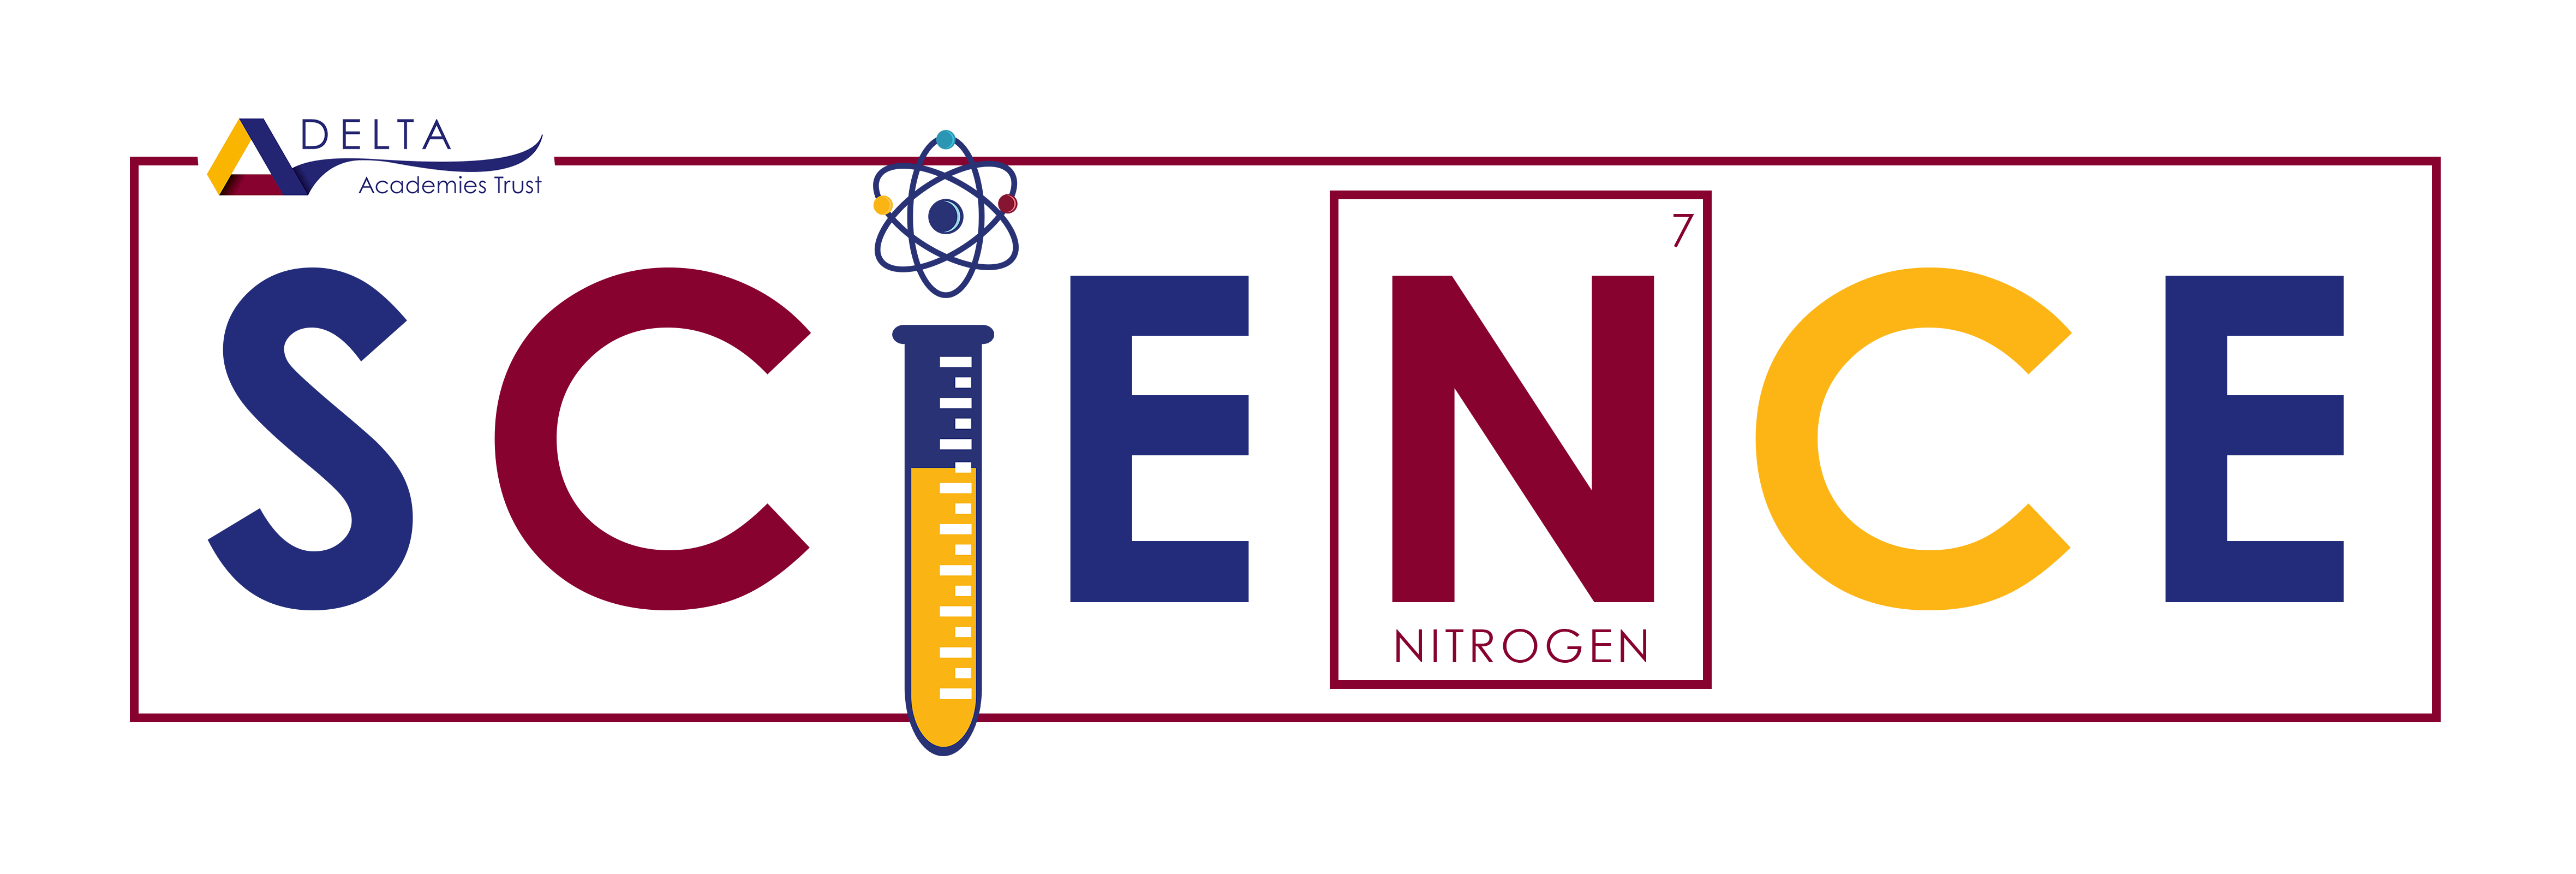 DELTA
Academies Trust
SCIENCE
7
NITROGEN